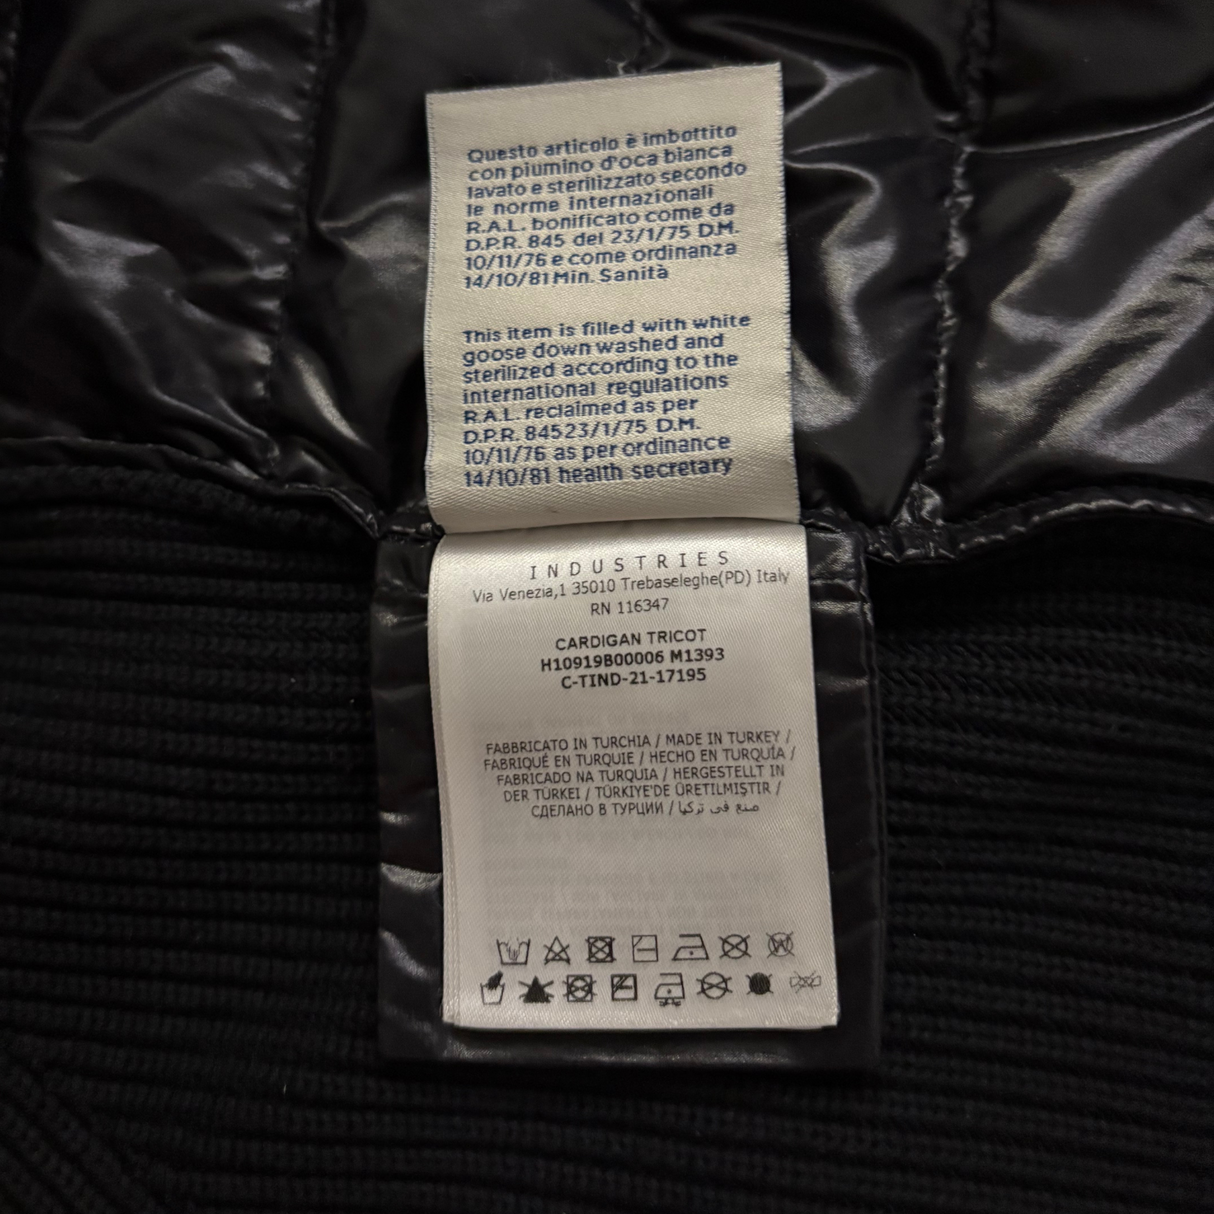 Questo articolo è imbottito
con piumino d'oca bianca
lavato e sterilizzato secondo
le norme internazionali
R.A.L. bonificato come da
D.P.R. 845 del 23/1/75 D.M.
10/11/76 e come ordinanza
14/10/81 Min. Sanità
This item is filled with white
goose down washed and
sterilized according to the
international regulations
R.A.L. reclaimed as per
D.P.R. 84523/1/75 D.M.
10/11/76 as per ordinance
14/10/81 health secretary
INDUSTRIES
Via Venezia,1 35010 Trebaseleghe(PD) Italy
RN 116347
CARDIGAN TRICOT
H10919B00006 M1393
C-TIND-21-17195
FABBRICATO IN TURCHIA / MADE IN TURKEY /
FABRIQUÉ EN TURQUIE / HECHO EN TURQUÍA /
FABRICADO NA TURQUIA / HERGESTELLT IN
DER TÜRKEI / TÜRKİYE'DE ÜRETİLMİŞTİR /
СДЕЛАНО В ТУРЦИИ / صنع في تركيا